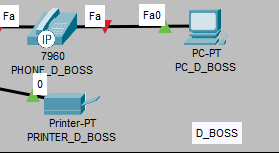 Fa
Fa
Fa0
IP
7960
PHONE_D_BOSS
PC-PT
PC_D_BOSS
0
Printer-PT
PRINTER_D_BOSS
D_BOSS